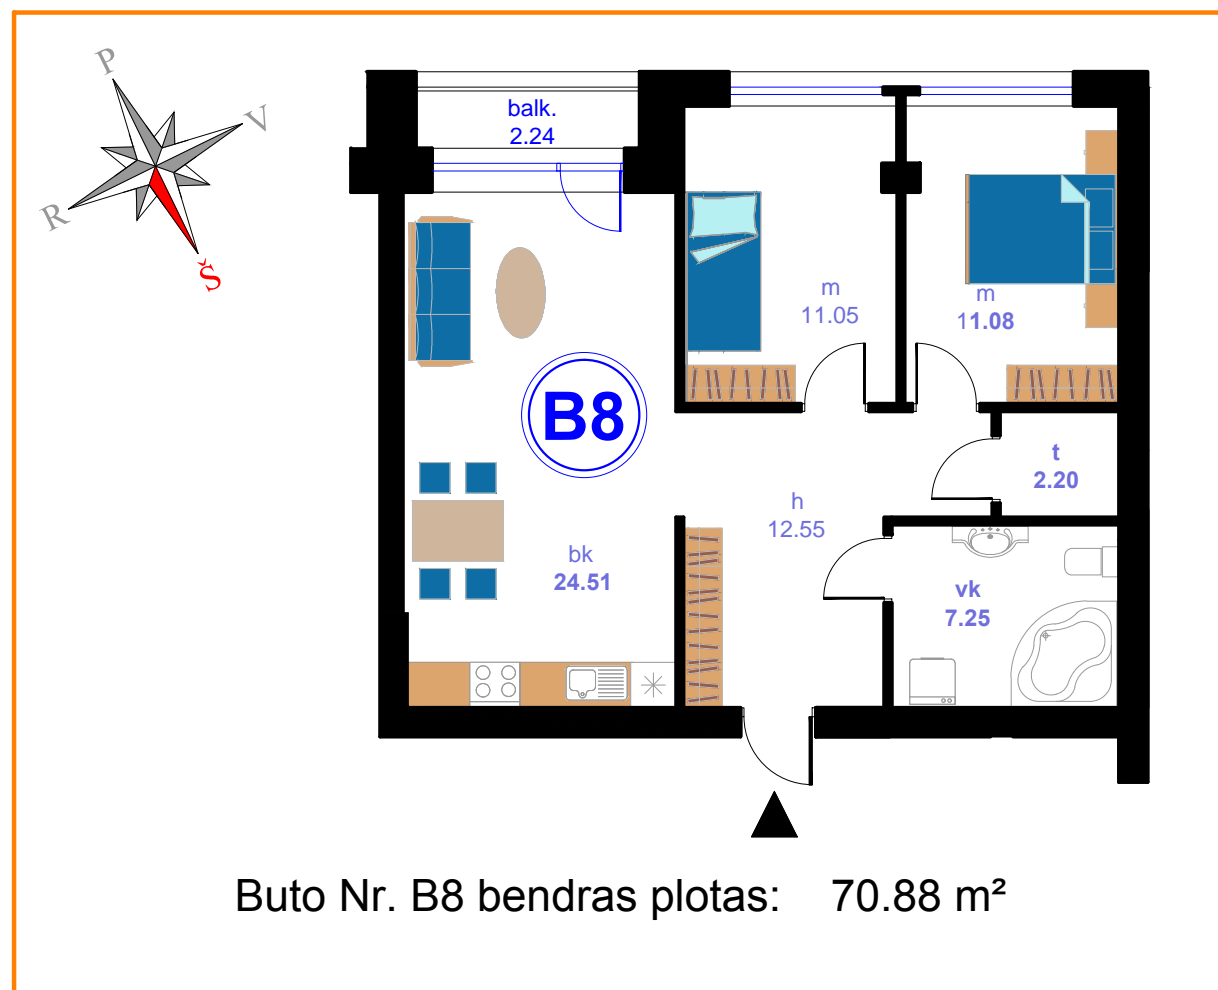 P
V
R
Š
balk.
2.24
m
11.05
m
11.08
B8
t
2.20
h
12.55
bk
24.51
vk
7.25
Buto Nr. B8 bendras plotas: 70.88 m²